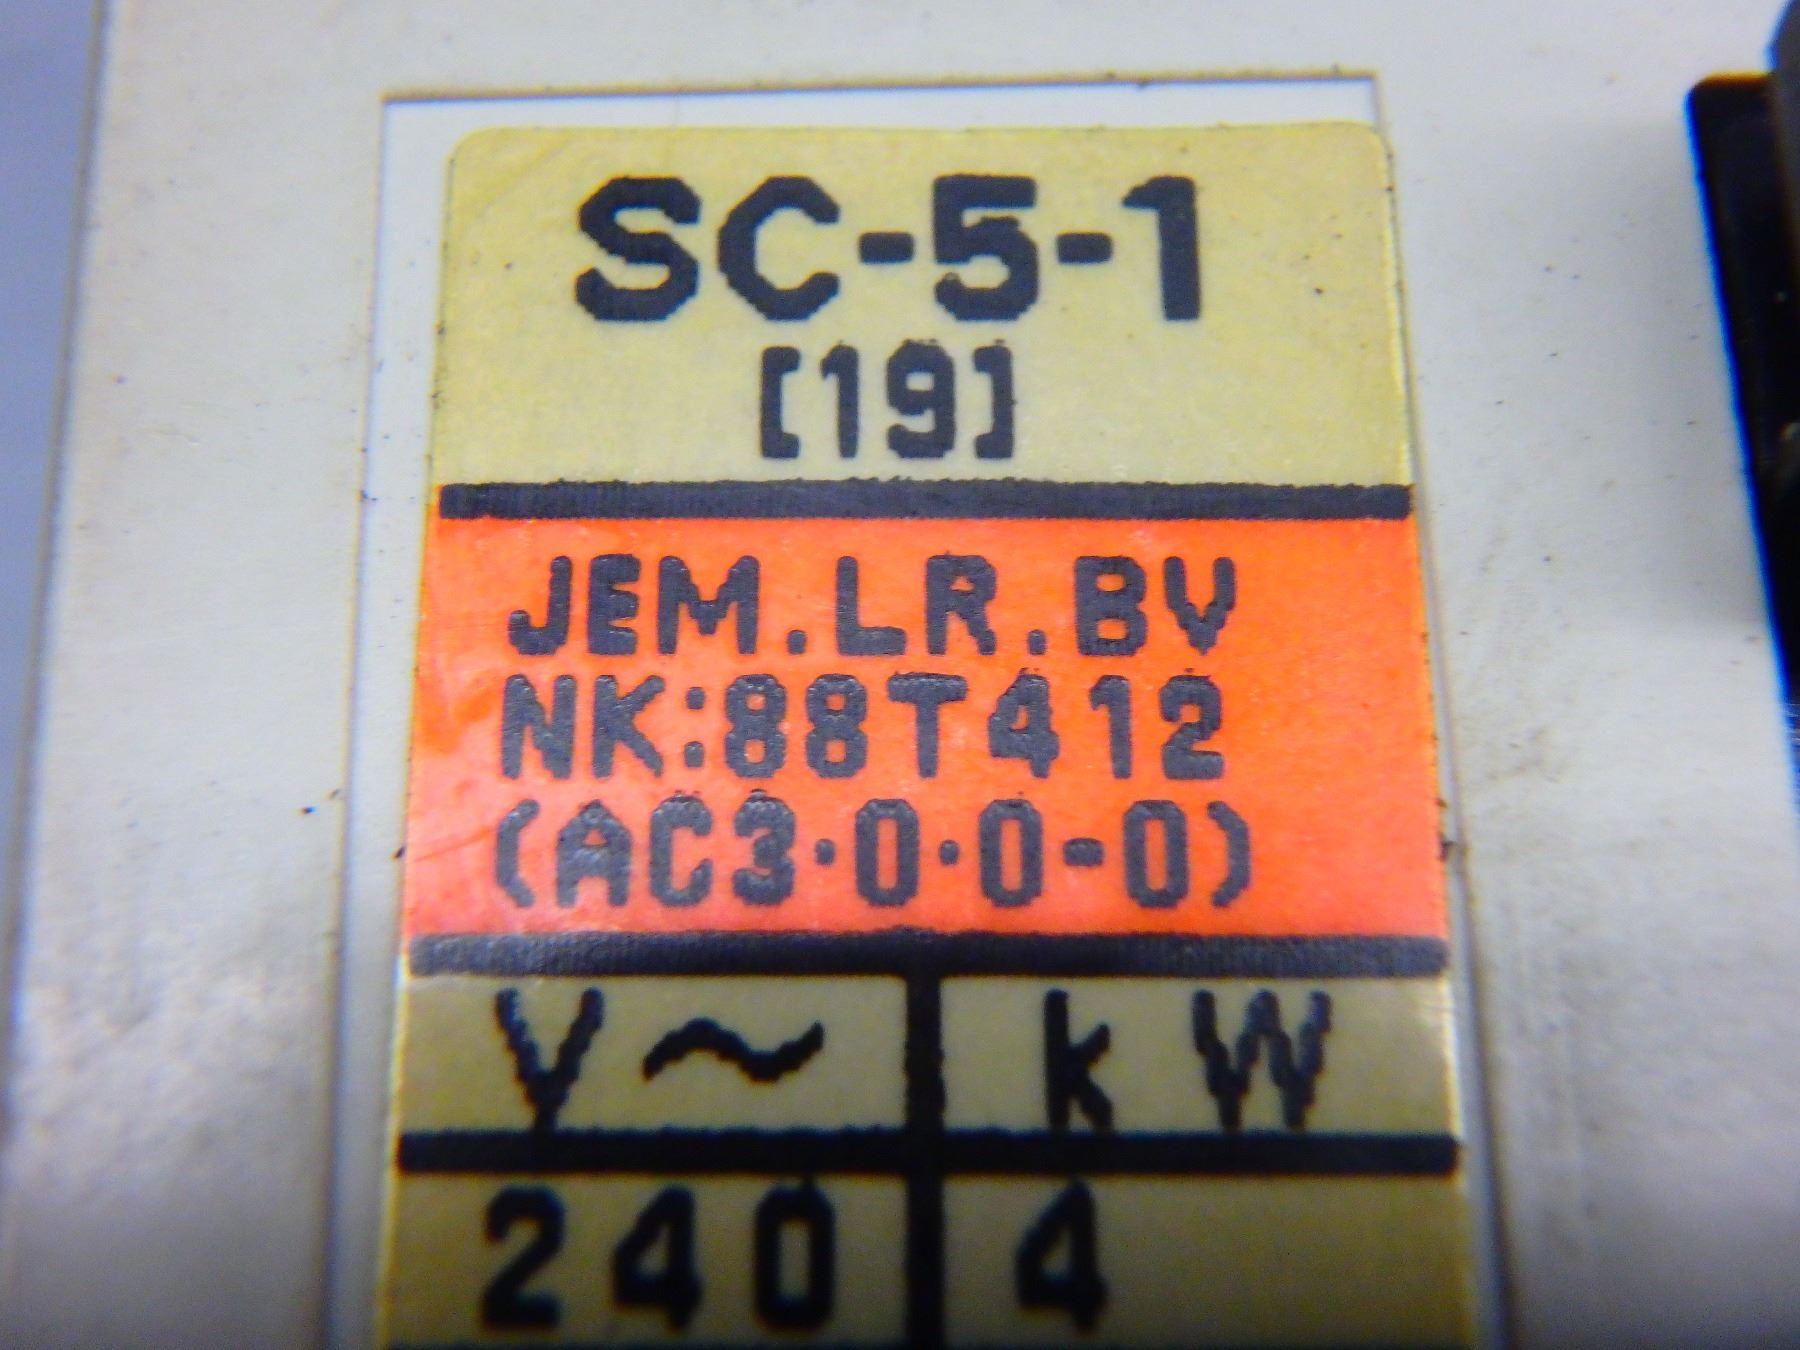 SC-5-1
[19]
JEM.LR.BV
NK:88T412
(AC3·0·0-0)
V~ kW
240 4